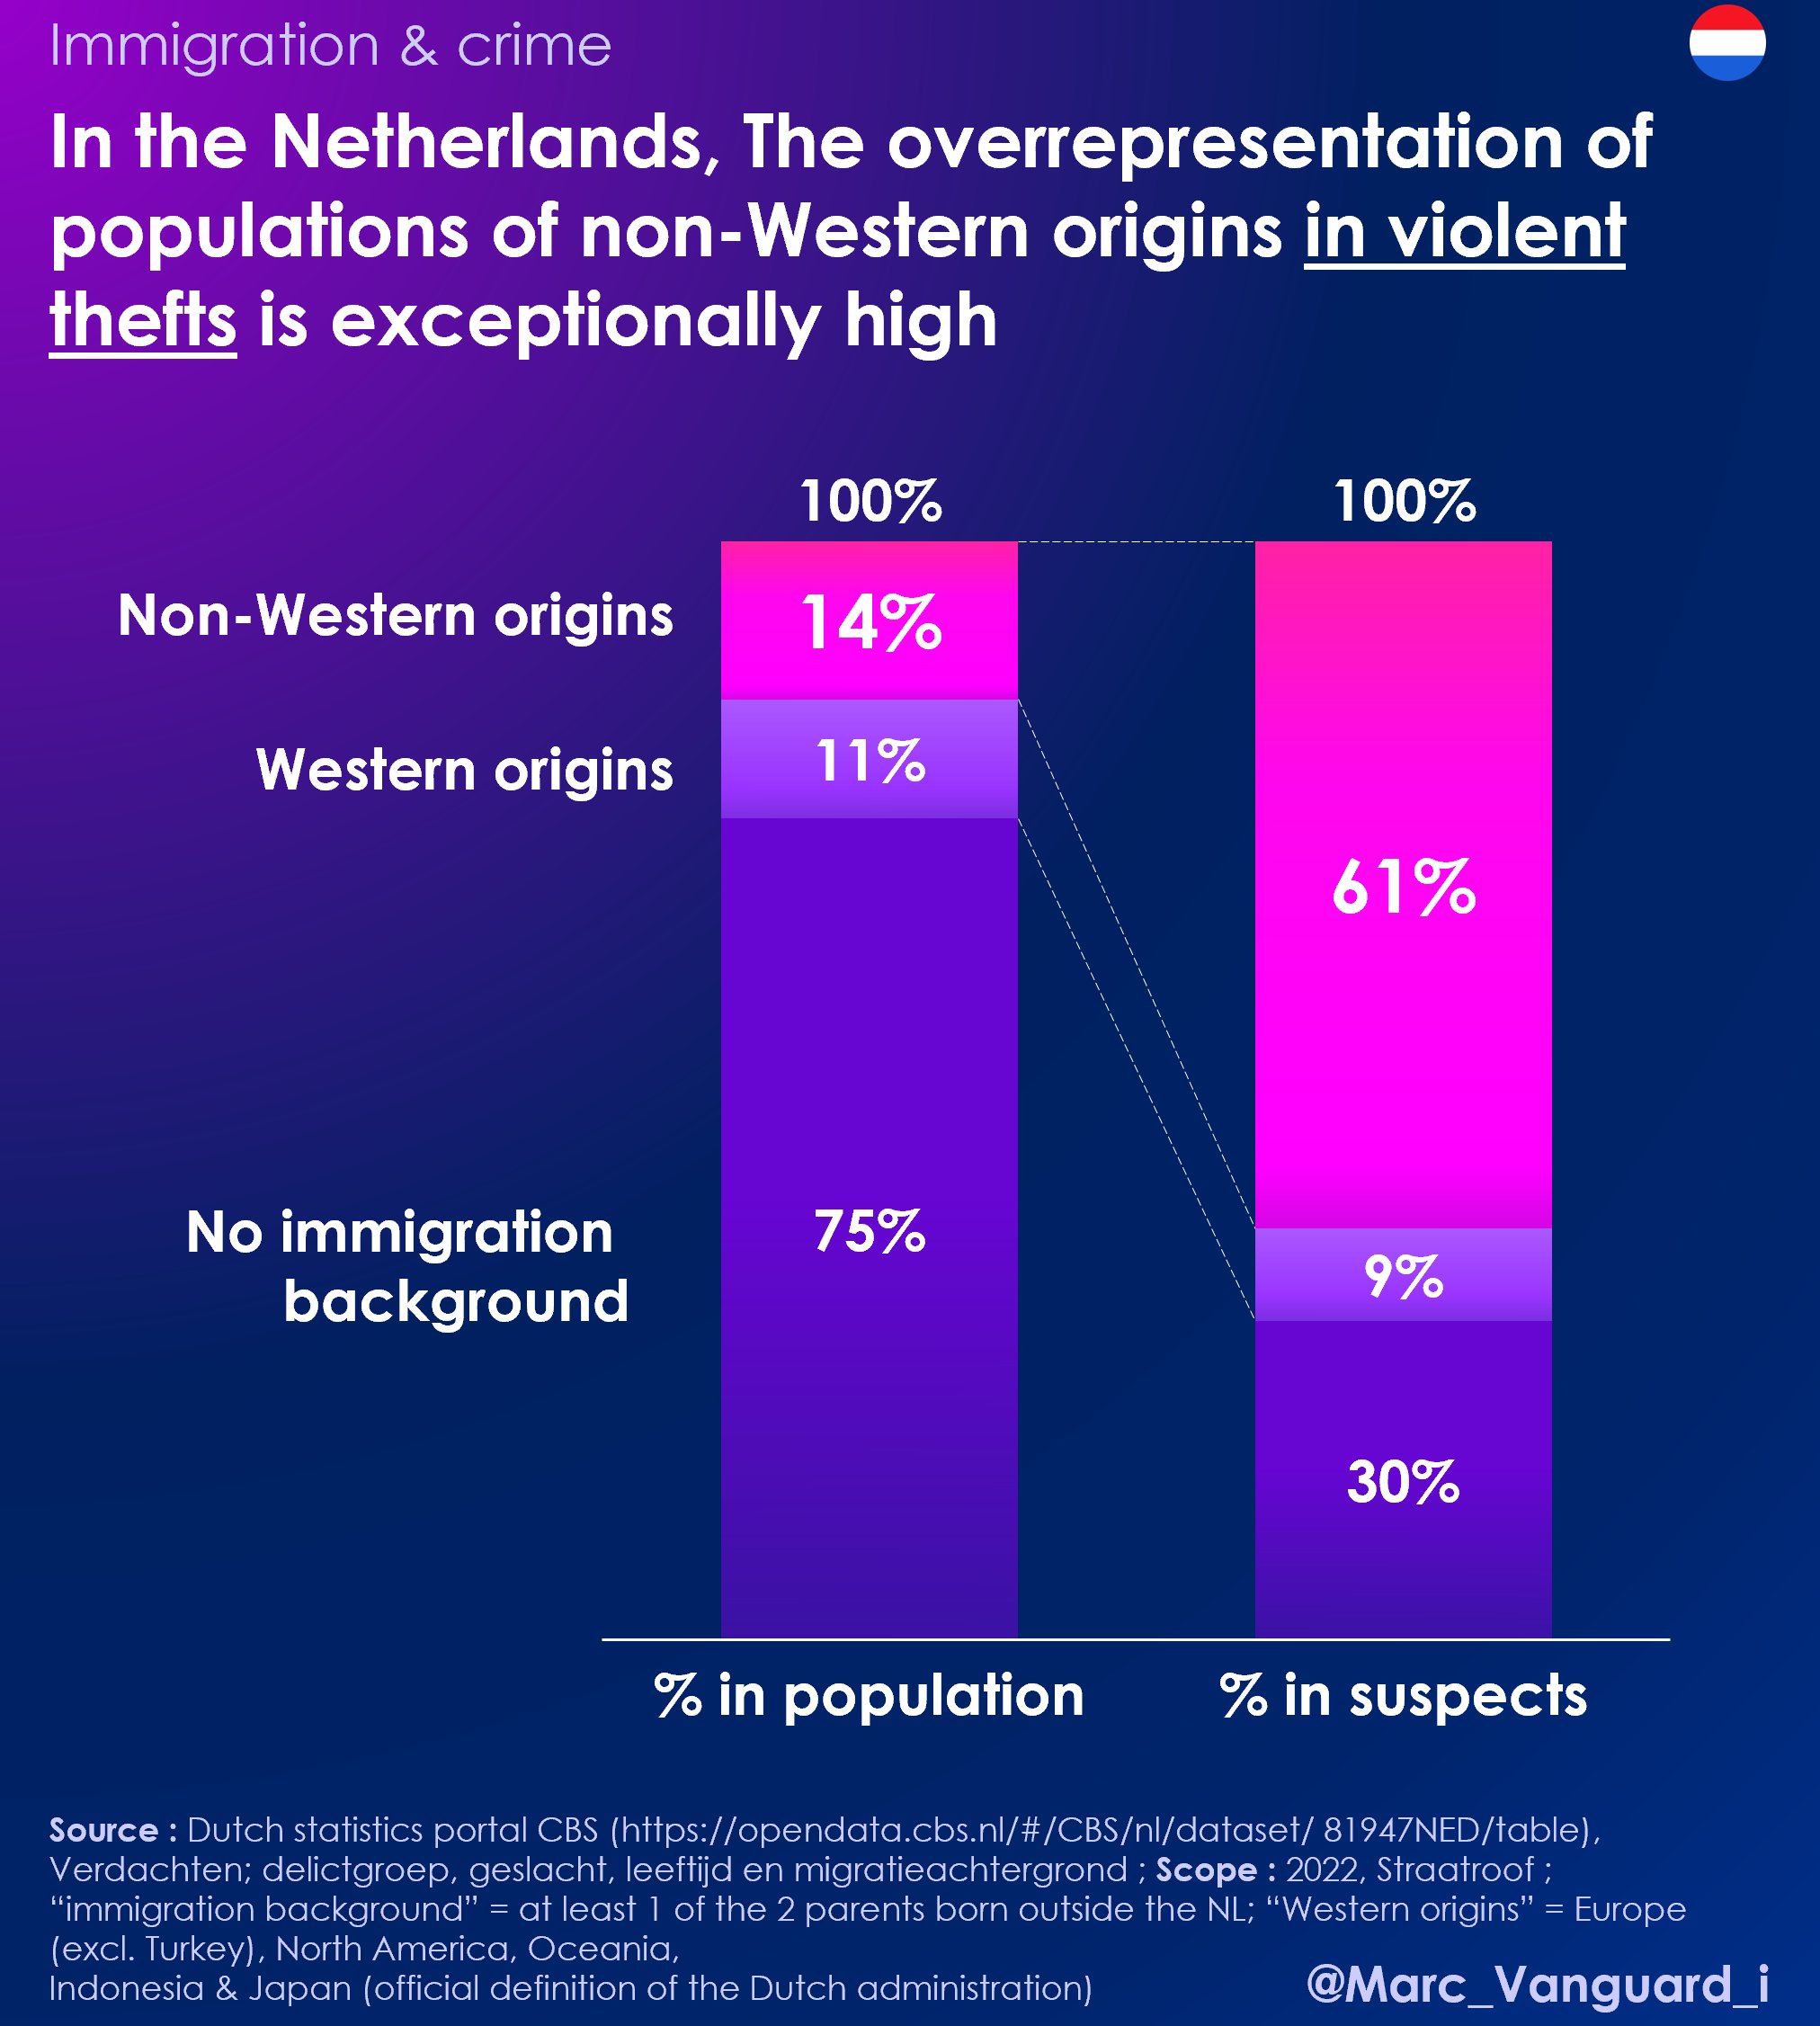 Immigration & crime
In the Netherlands, The overrepresentation of
populations of non-Western origins in violent
thefts is exceptionally high
100%
100%
Non-Western origins
14%
61%
Western origins
11%
9%
No immigration
background
75%
30%
% in population
% in suspects
Source : Dutch statistics portal CBS (https://opendata.cbs.nl/#/CBS/nl/dataset/ 81947NED/table),
Verdachten; delictgroep, geslacht, leeftijd en migratieachtergrond ; Scope : 2022, Straatroof ;
“immigration background” = at least 1 of the 2 parents born outside the NL; “Western origins” = Europe
(excl. Turkey), North America, Oceania,
Indonesia & Japan (official definition of the Dutch administration)
@Marc_Vanguard_i